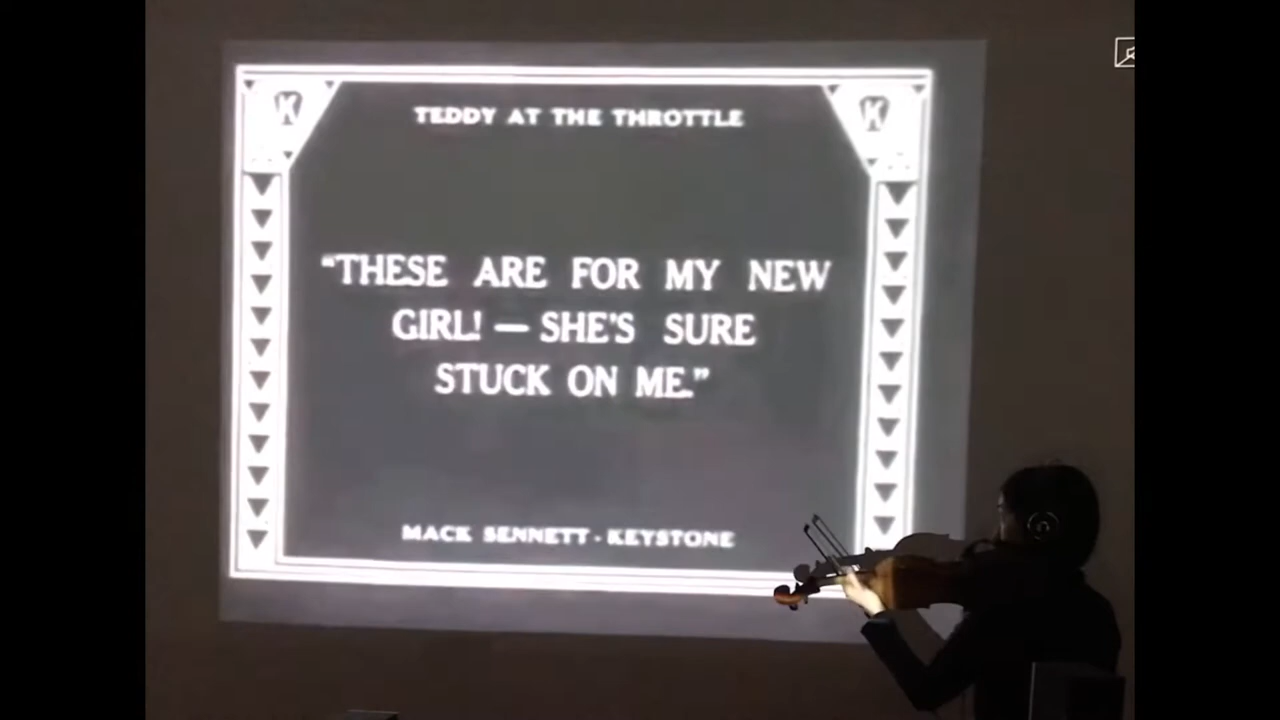 K K
TEDDY AT THE THROTTLE
“THESE ARE FOR MY NEW
GIRL! — SHE'S SURE
STUCK ON ME.”
MACK SENNETT · KEYSTONE